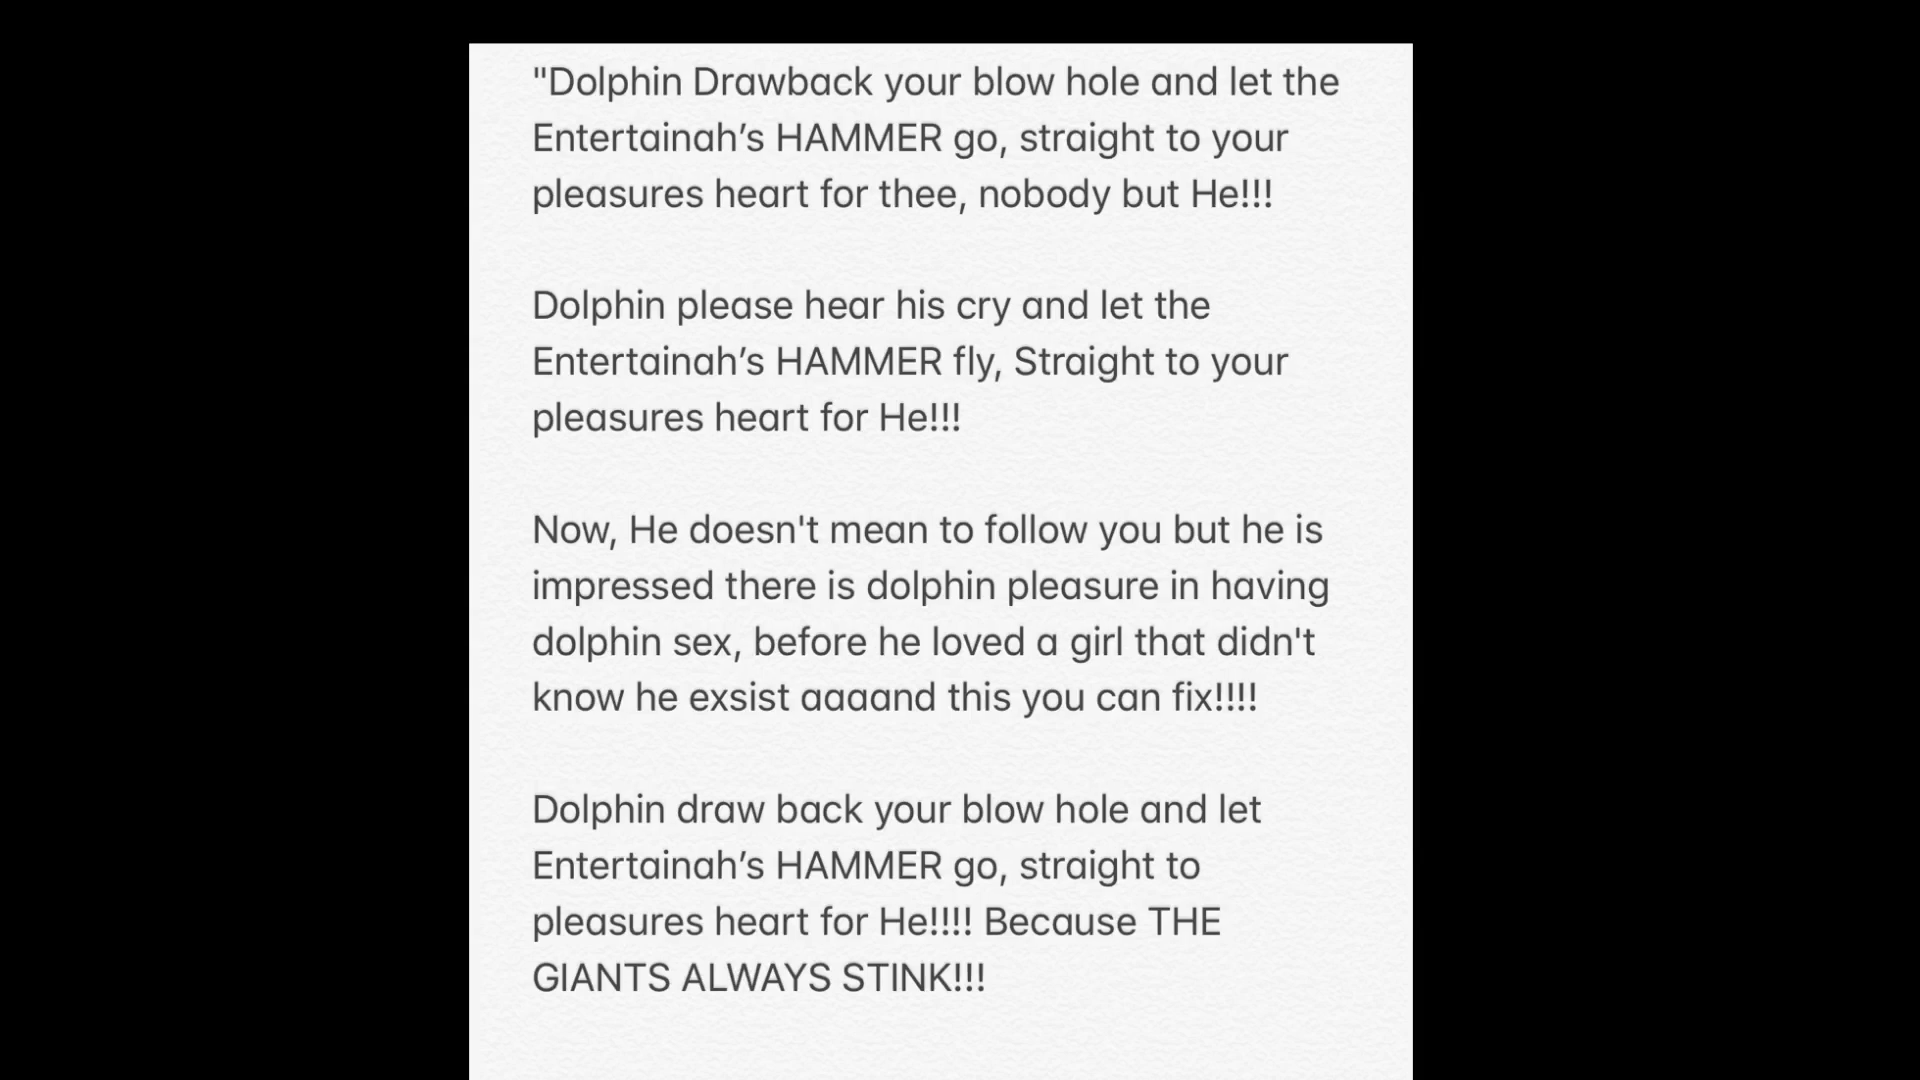 "Dolphin Drawback your blow hole and let the
Entertainah’s HAMMER go, straight to your
pleasures heart for thee, nobody but He!!!
Dolphin please hear his cry and let the
Entertainah’s HAMMER fly, Straight to your
pleasures heart for He!!!
Now, He doesn't mean to follow you but he is
impressed there is dolphin pleasure in having
dolphin sex, before he loved a girl that didn't
know he exsist aaaand this you can fix!!!!
Dolphin draw back your blow hole and let
Entertainah’s HAMMER go, straight to
pleasures heart for He!!!! Because THE
GIANTS ALWAYS STINK!!!